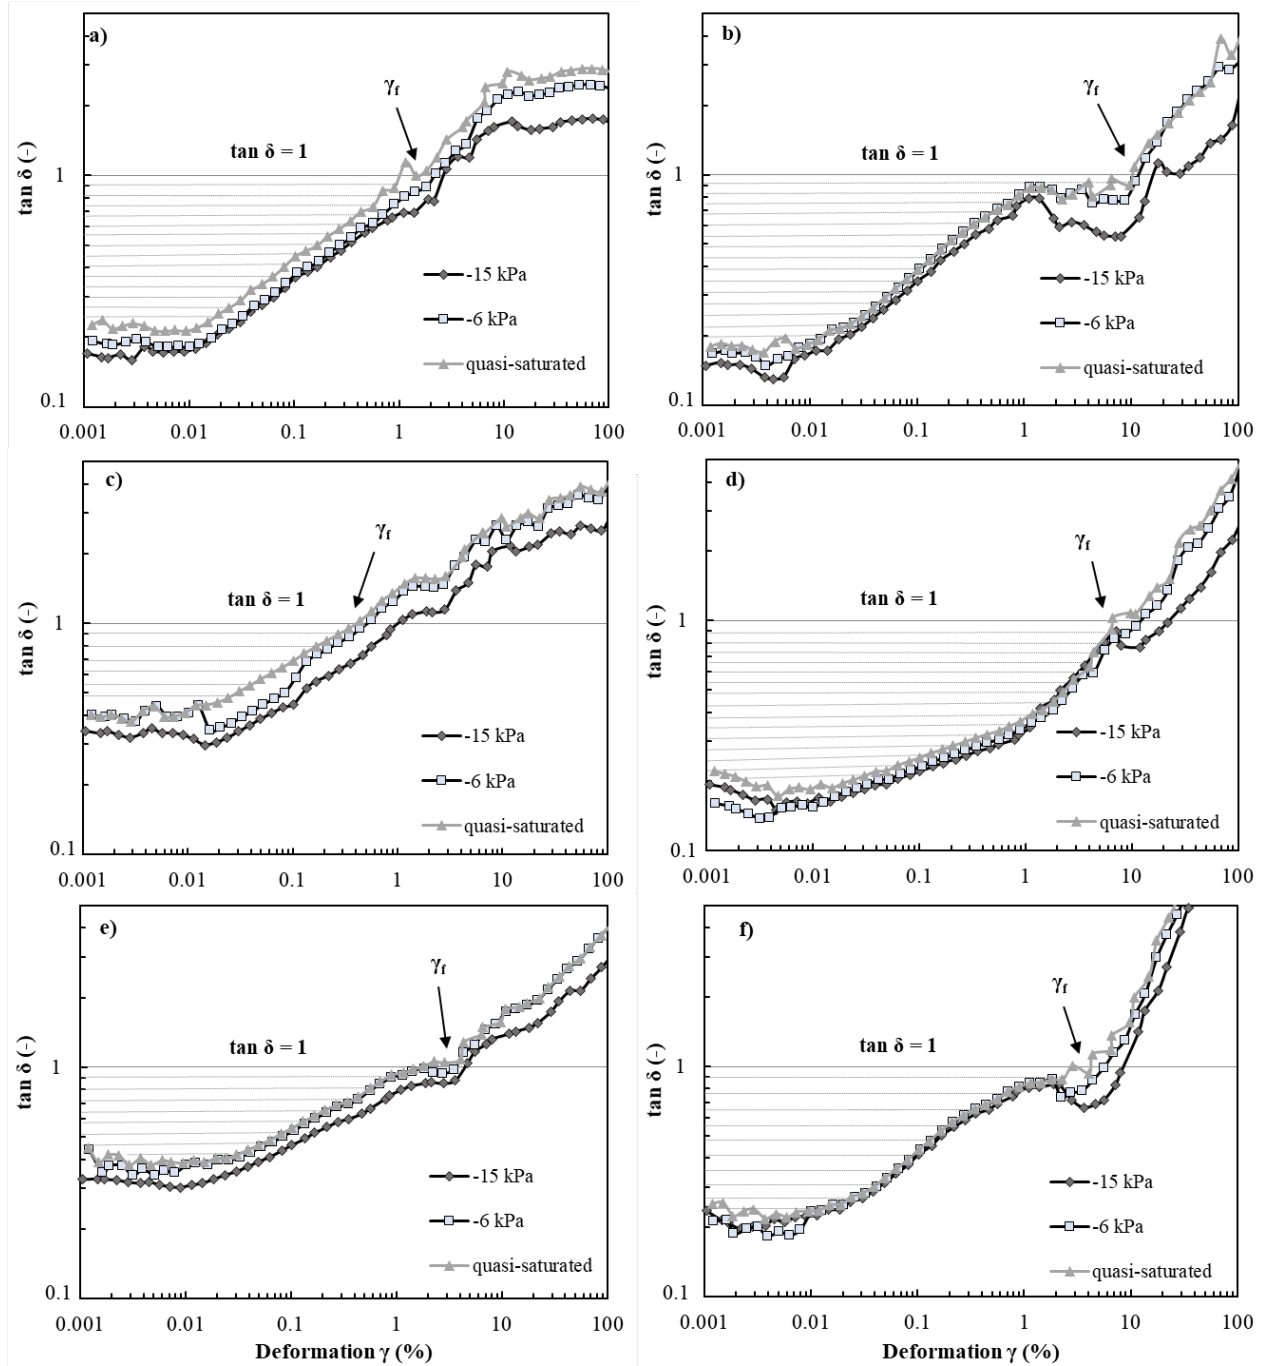 a)
γf
tan δ = 1
tan δ (-)
1
-15 kPa
-6 kPa
quasi-saturated
0.1
0.001 0.01 0.1 1 10 100
b)
γf
tan δ = 1
tan δ (-)
1
-15 kPa
-6 kPa
quasi-saturated
0.1
0.001 0.01 0.1 1 10 100
c)
γf
tan δ = 1
tan δ (-)
1
-15 kPa
-6 kPa
quasi-saturated
0.1
0.001 0.01 0.1 1 10 100
d)
γf
tan δ = 1
tan δ (-)
1
-15 kPa
-6 kPa
quasi-saturated
0.1
0.001 0.01 0.1 1 10 100
e)
γf
tan δ = 1
tan δ (-)
1
-15 kPa
-6 kPa
quasi-saturated
0.1
0.001 0.01 0.1 1 10 100
Deformation γ (%)
f)
γf
tan δ = 1
tan δ (-)
1
-15 kPa
-6 kPa
quasi-saturated
0.1
0.001 0.01 0.1 1 10 100
Deformation γ (%)